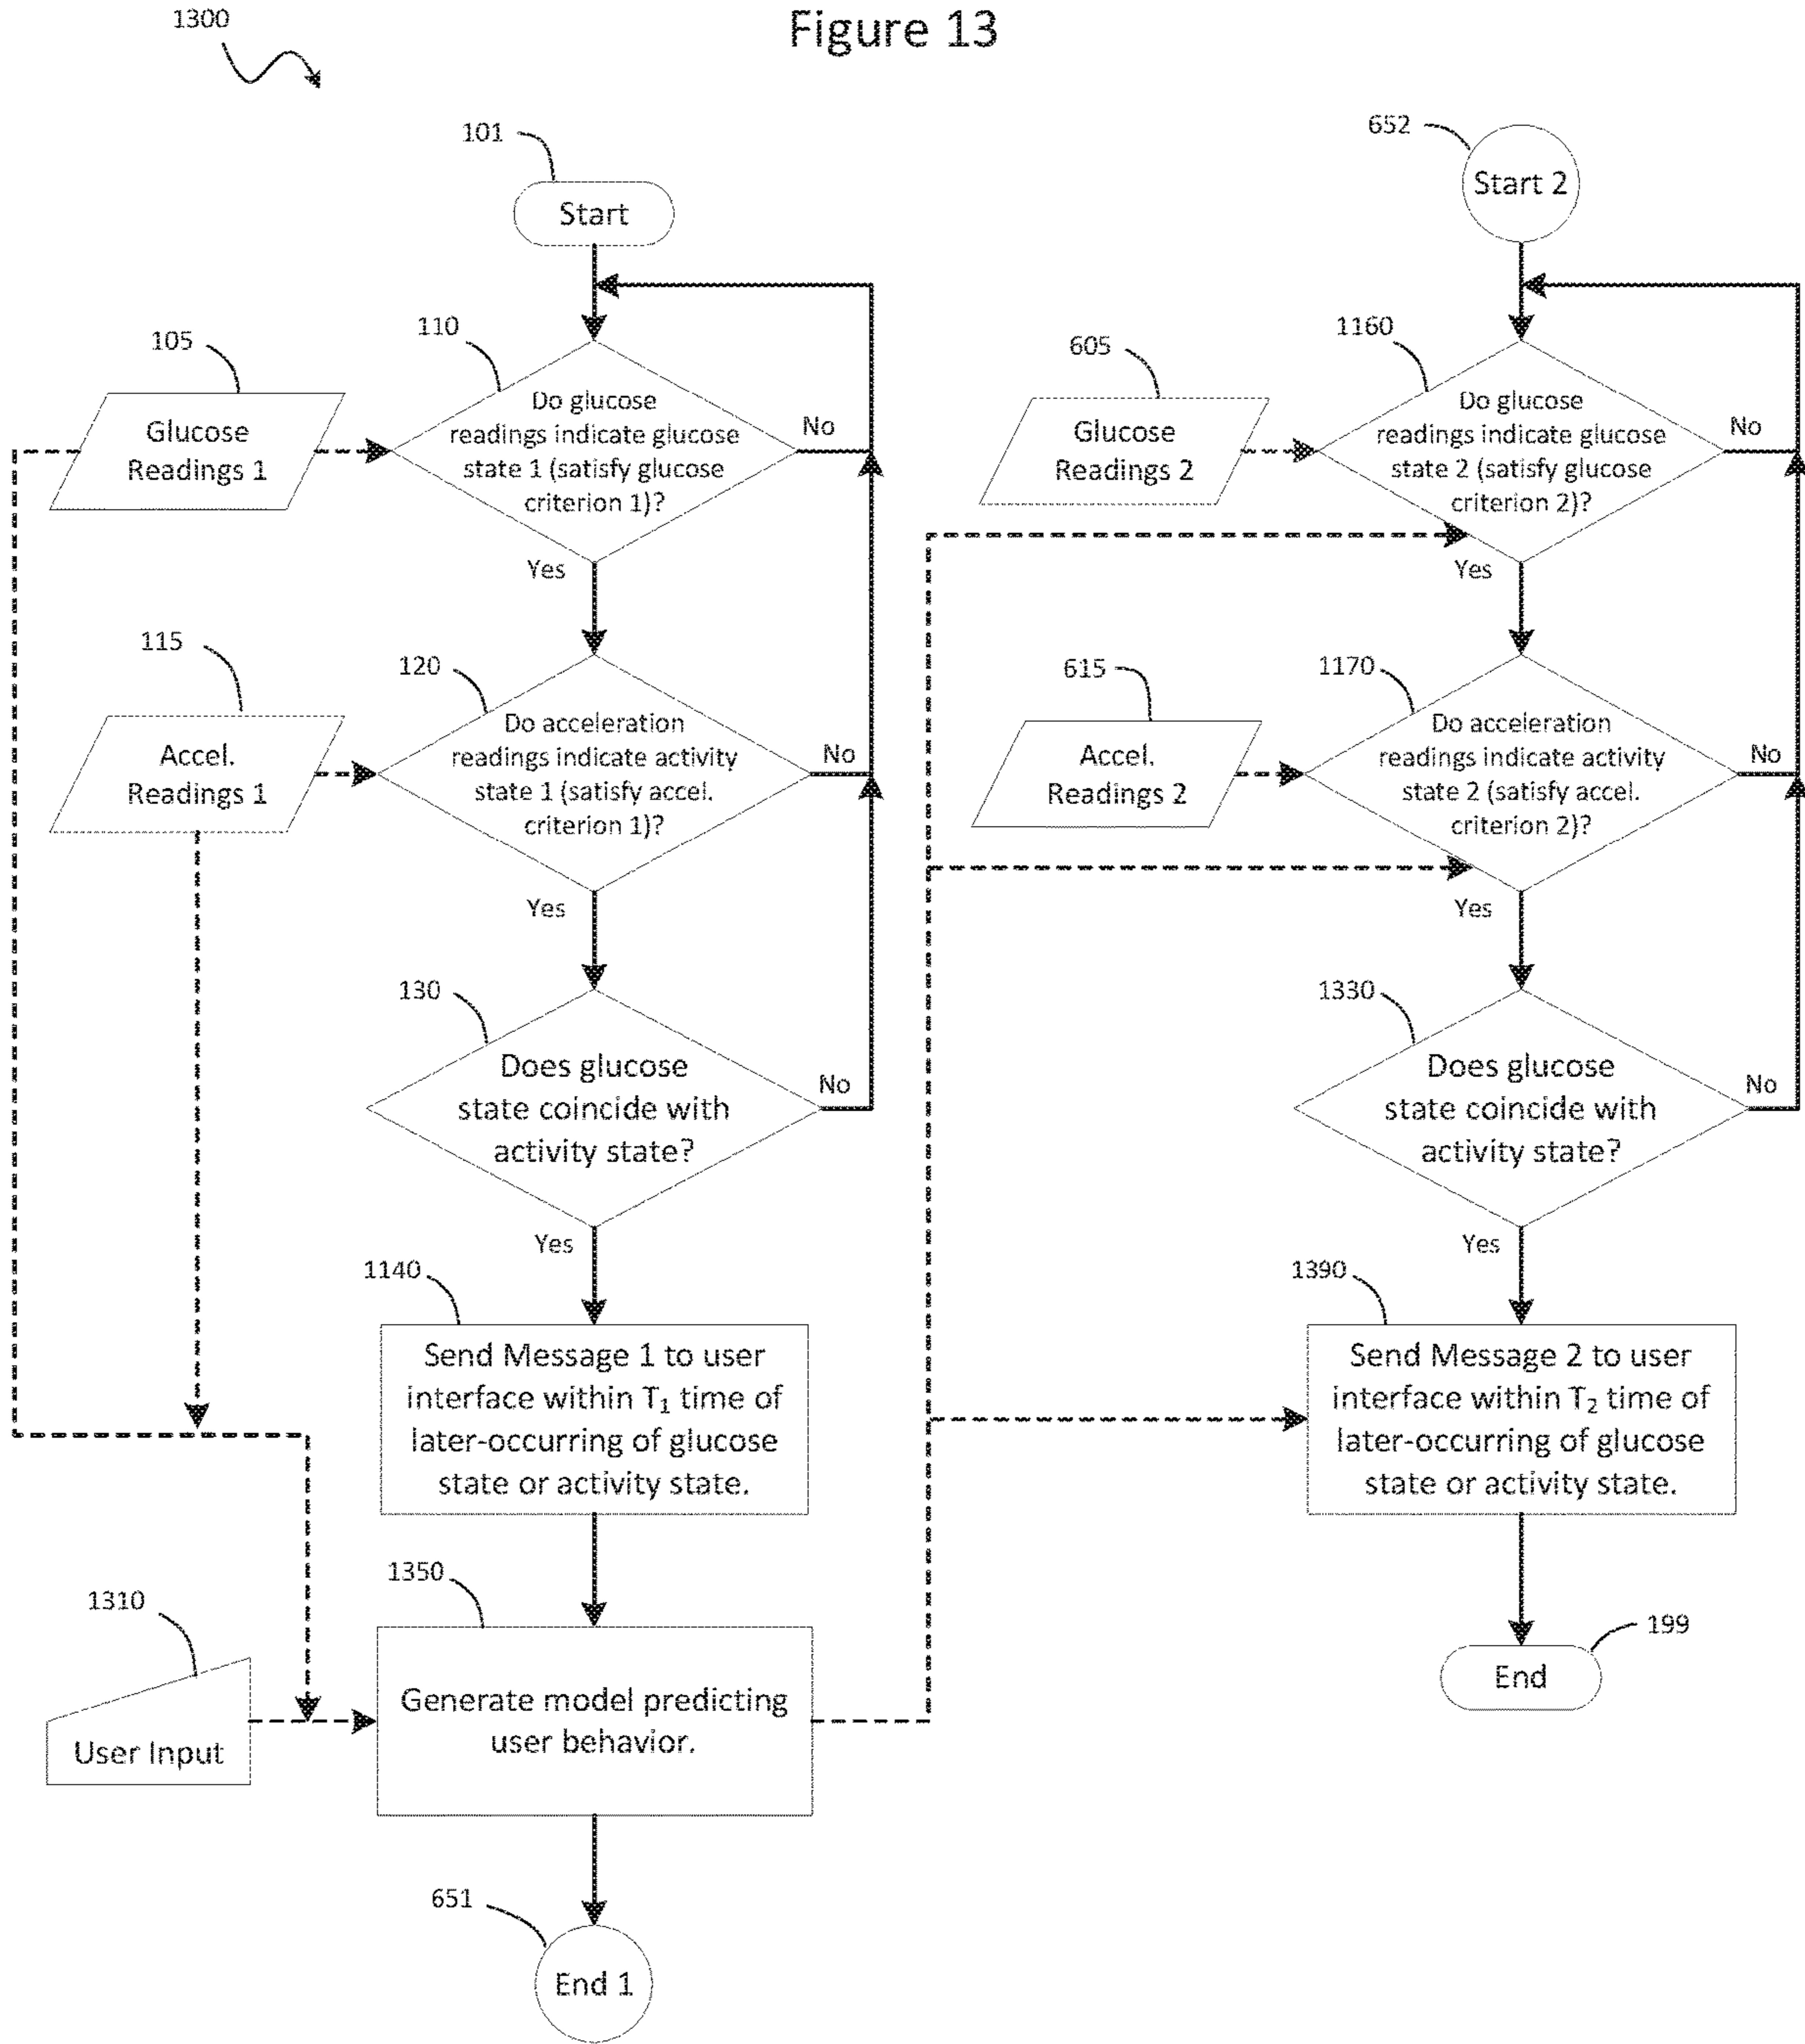 Figure 13
1300
101
Start
110
105
Glucose
Readings 1
Do glucose
readings indicate glucose
state 1 (satisfy glucose
criterion 1)?
No
Yes
115
Accel.
Readings 1
120
Do acceleration
readings indicate activity
state 1 (satisfy accel.
criterion 1)?
No
Yes
130
Does glucose
state coincide with
activity state?
No
Yes
1140
Send Message 1 to user
interface within T₁ time of
later-occurring of glucose
state or activity state.
1350
1310
User Input
Generate model predicting
user behavior.
651
End 1
652
Start 2
1160
605
Glucose
Readings 2
Do glucose
readings indicate glucose
state 2 (satisfy glucose
criterion 2)?
No
Yes
615
Accel.
Readings 2
1170
Do acceleration
readings indicate activity
state 2 (satisfy accel.
criterion 2)?
No
Yes
1330
Does glucose
state coincide with
activity state?
No
Yes
1390
Send Message 2 to user
interface within T₂ time of
later-occurring of glucose
state or activity state.
199
End